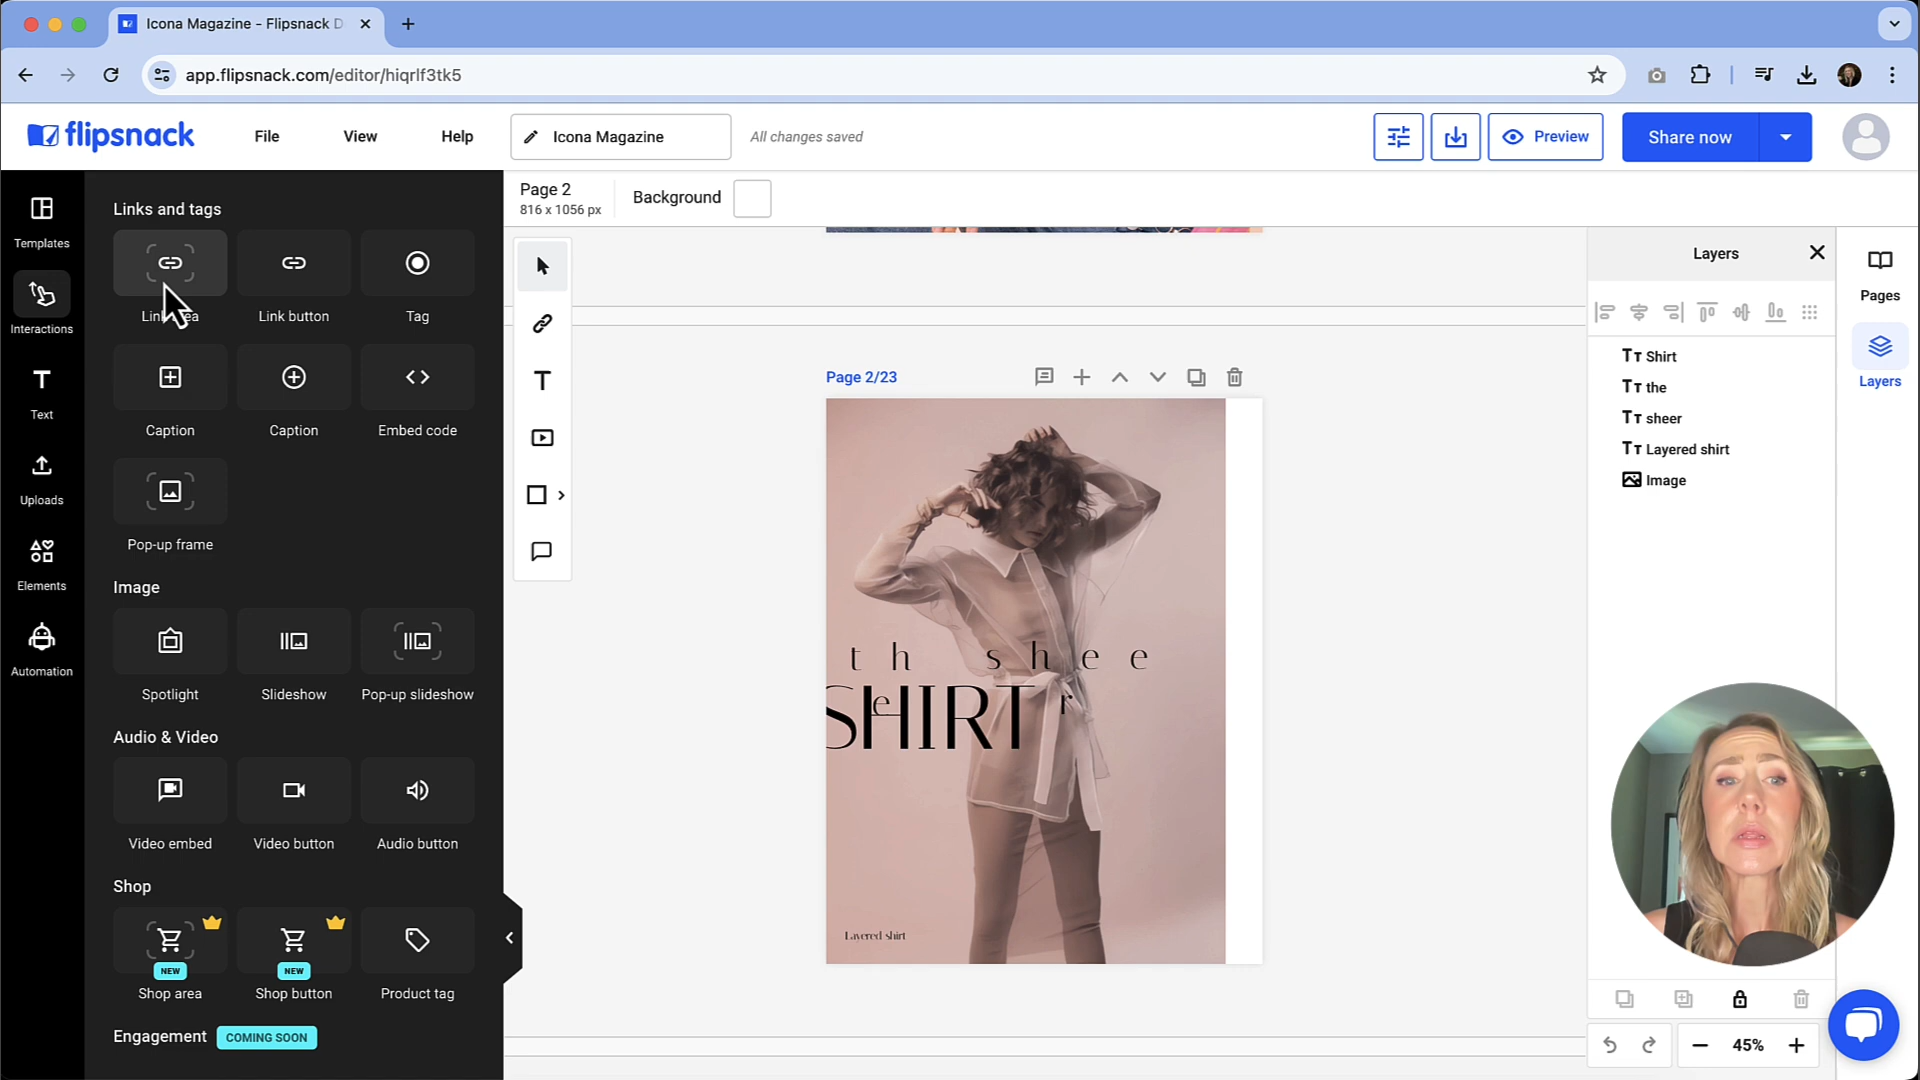 Icona Magazine - Flipsnack D
app.flipsnack.com/editor/hiqrlf3tk5
flipsnack
File
View
Help
Icona Magazine
All changes saved
Preview
Share now
Templates
Interactions
Text
Uploads
Elements
Automation
Links and tags
Link button
Tag
Caption
Caption
Embed code
Pop-up frame
Image
Spotlight
Slideshow
Pop-up slideshow
Audio & Video
Video embed
Video button
Audio button
Shop
NEW
NEW
Shop area
Shop button
Product tag
Engagement
COMING SOON
Page 2
816 x 1056 px
Background
Page 2/23
th shee
e r
SHIRT
Layered shirt
Layers
Shirt
the
sheer
Layered shirt
Image
45%
Pages
Layers